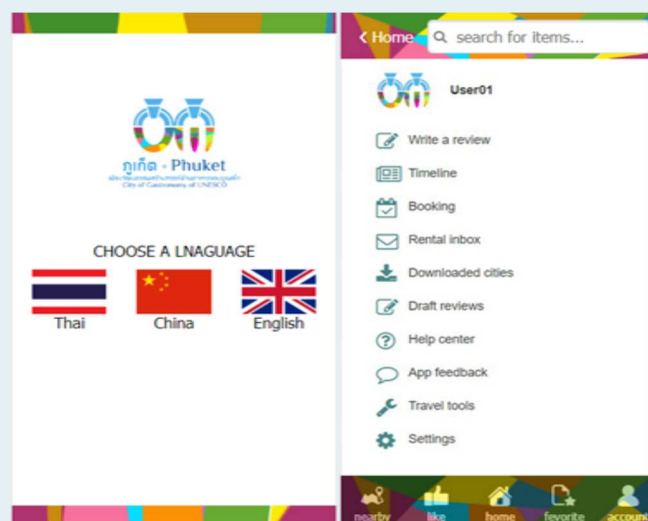 ภูเก็ต - Phuket
City of Gastronomy of UNESCO
CHOOSE A LNAGUAGE
Thai
China
English
Home
search for items...
User01
Write a review
Timeline
Booking
Rental inbox
Downloaded cities
Draft reviews
Help center
App feedback
Travel tools
Settings
nearby
like
home
fevorite
account